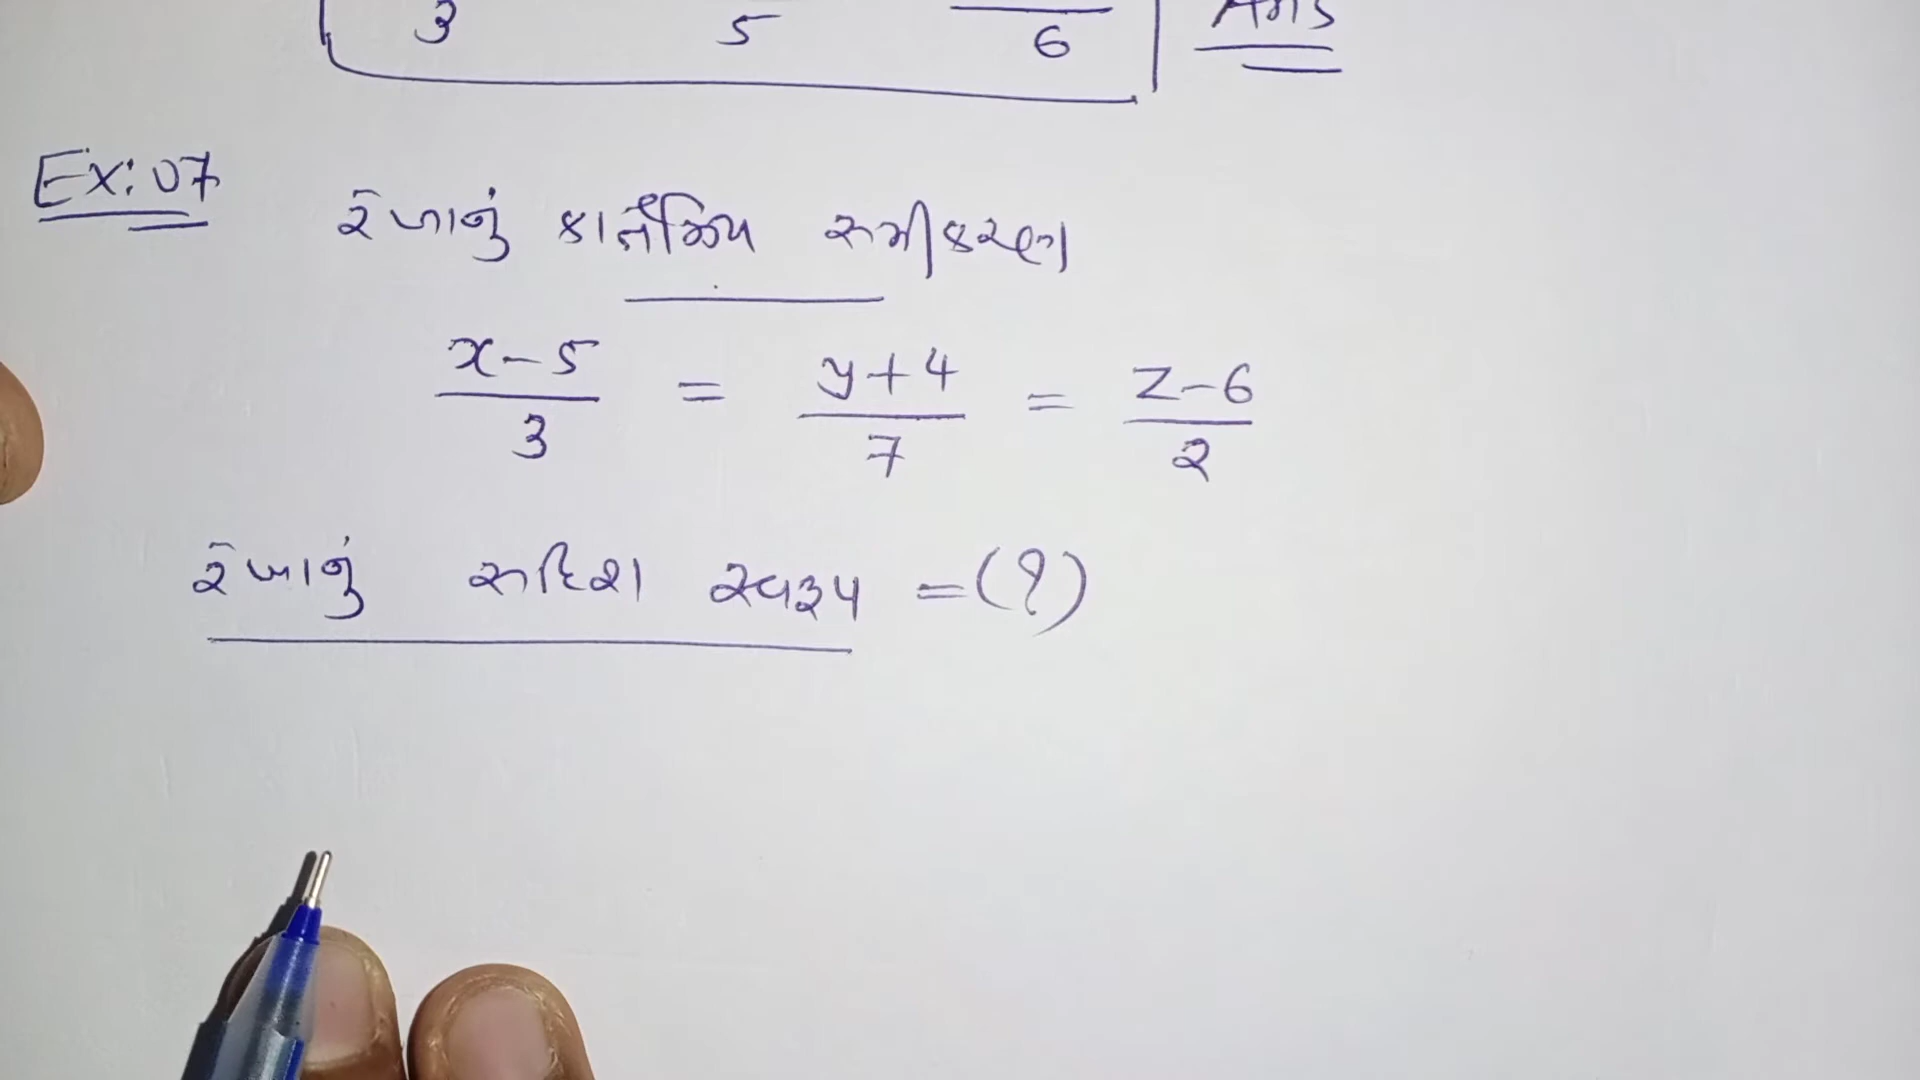 3 5 6 Ans
Ex:07 રેખાનું કાર્તેઝિય સમીકરણ
x-5/3 = y+4/7 = z-6/2
રેખાનું સદિશ સ્વરૂપ =(?)